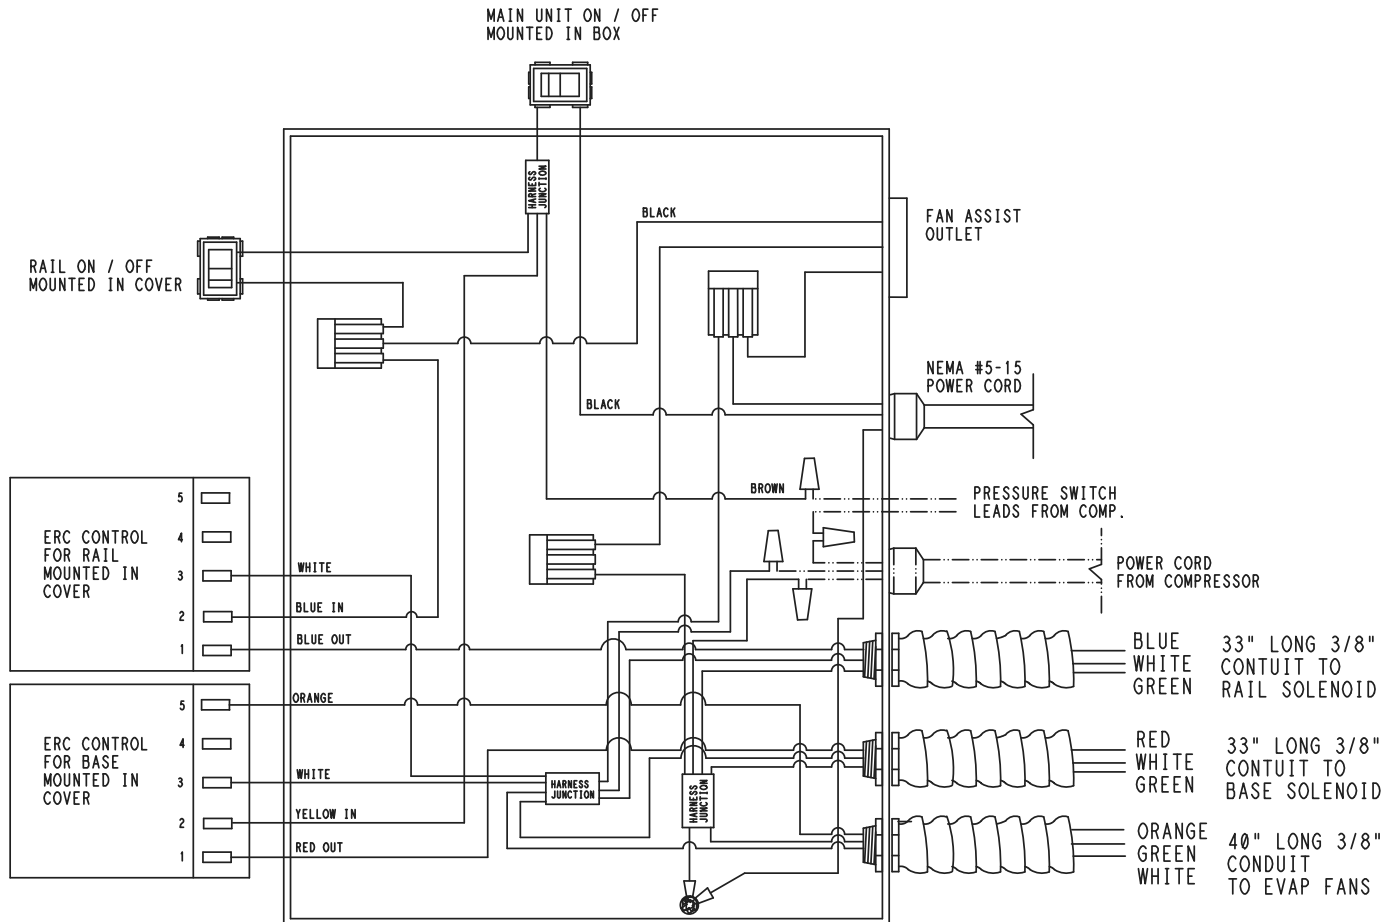 MAIN UNIT ON / OFF
MOUNTED IN BOX
HARNESS
JUNCTION
BLACK
FAN ASSIST
OUTLET
RAIL ON / OFF
MOUNTED IN COVER
NEMA #5-15
POWER CORD
BLACK
BROWN
PRESSURE SWITCH
LEADS FROM COMP.
POWER CORD
FROM COMPRESSOR
ERC CONTROL
FOR RAIL
MOUNTED IN
COVER
5
4
3
2
1
WHITE
BLUE IN
BLUE OUT
BLUE
WHITE
GREEN
33" LONG 3/8"
CONTUIT TO
RAIL SOLENOID
ERC CONTROL
FOR BASE
MOUNTED IN
COVER
5
4
3
2
1
ORANGE
WHITE
YELLOW IN
RED OUT
HARNESS
JUNCTION
HARNESS
JUNCTION
RED
WHITE
GREEN
33" LONG 3/8"
CONTUIT TO
BASE SOLENOID
ORANGE
GREEN
WHITE
40" LONG 3/8"
CONDUIT
TO EVAP FANS